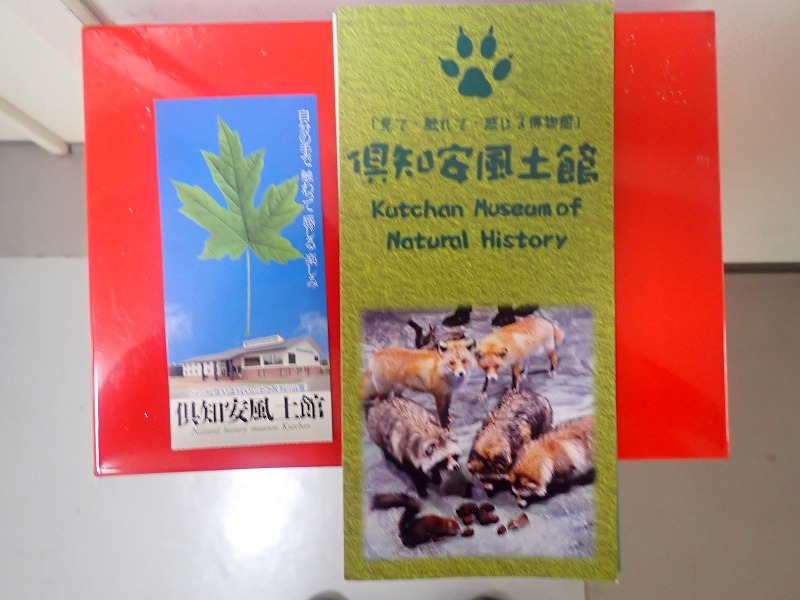 倶知安風土館
Natural history museum Kutchan
「見て・触れて・感じる博物館」
倶知安風土館
Kutchan Museum of
Natural History